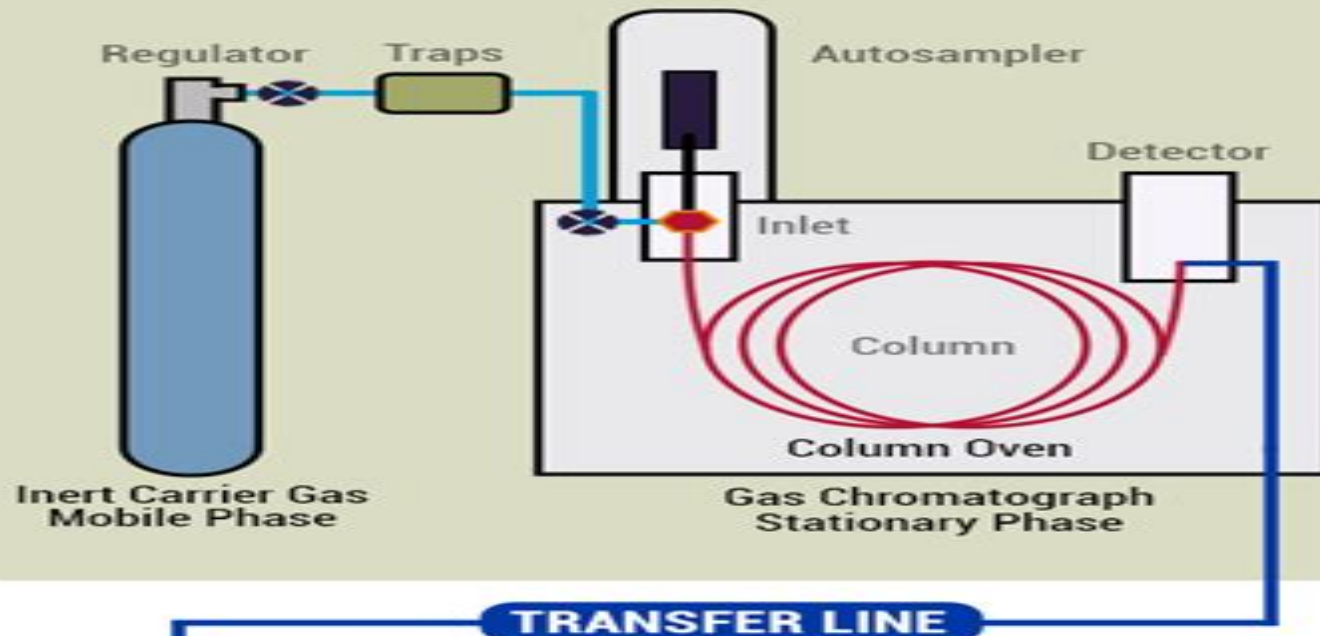 Regulator
Traps
Autosampler
Detector
Inlet
Column
Column Oven
Inert Carrier Gas
Mobile Phase
Gas Chromatograph
Stationary Phase
TRANSFER LINE